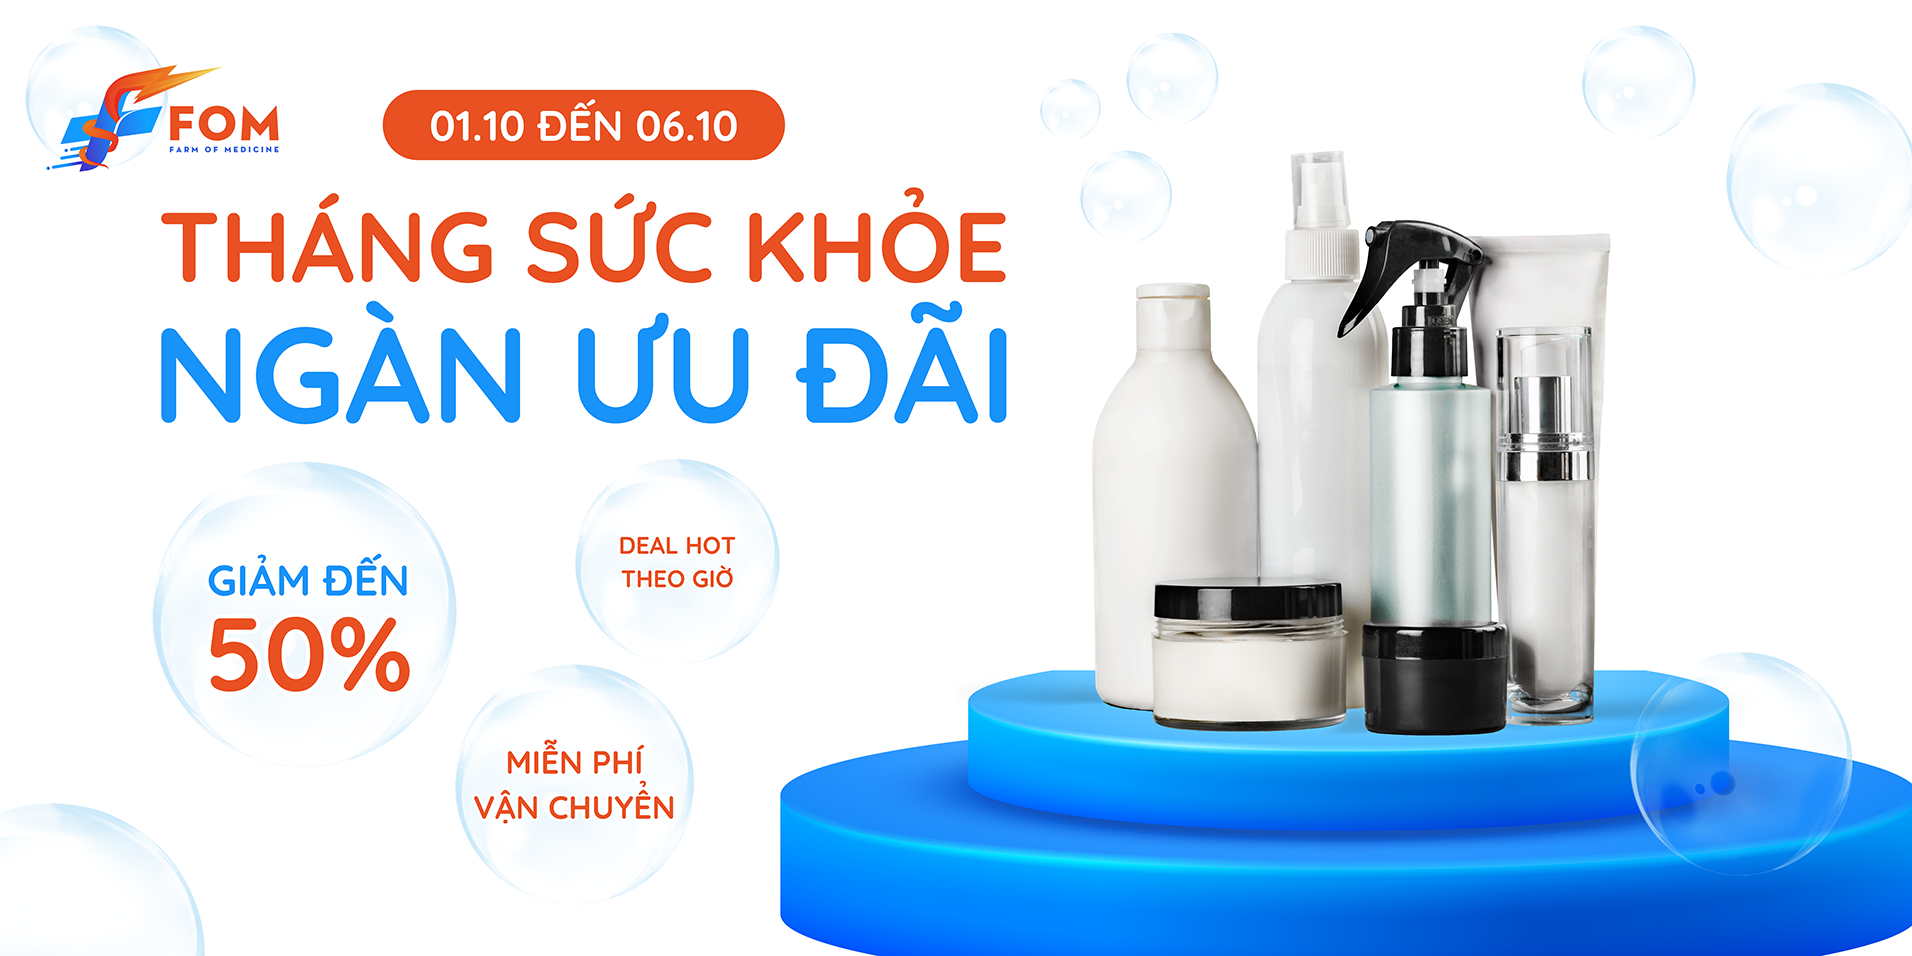 FOM
FARM OF MEDICINE
01.10 ĐẾN 06.10
THÁNG SỨC KHỎE
NGÀN ƯU ĐÃI
GIẢM ĐẾN
50%
DEAL HOT
THEO GIỜ
MIỄN PHÍ
VẬN CHUYỂN